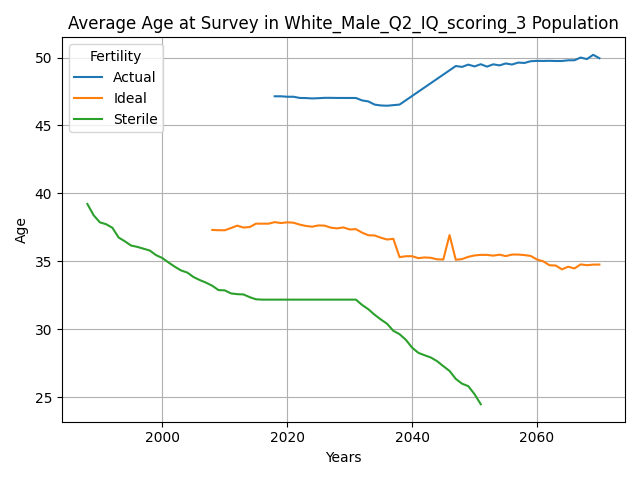 Average Age at Survey in White_Male_Q2_IQ_scoring_3 Population
Fertility
Actual
Ideal
Sterile
Age
50
45
40
35
30
25
2000 2020 2040 2060
Years